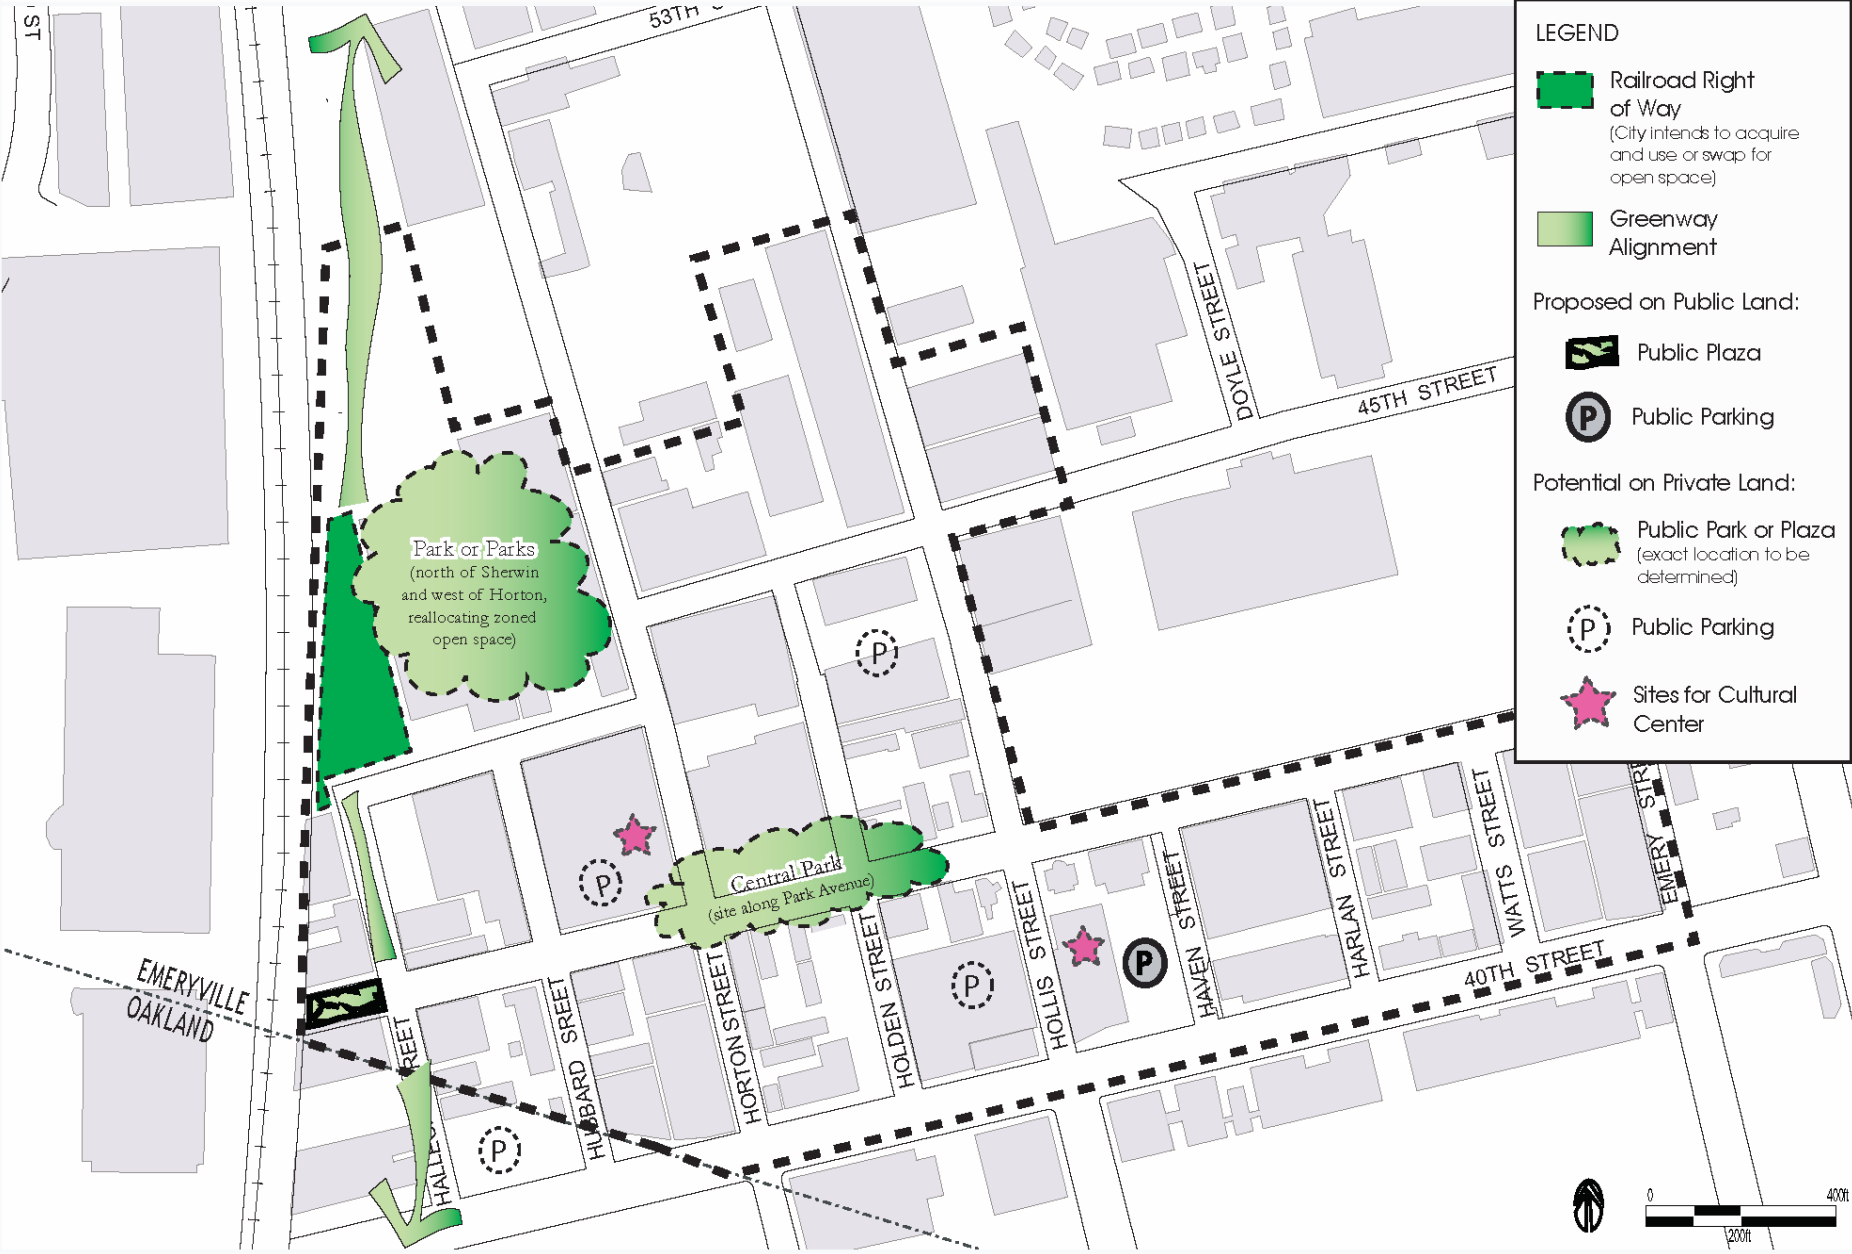 ST
53TH
LEGEND
Railroad Right
of Way
(City intends to acquire
and use or swap for
open space)
Greenway
Alignment
Proposed on Public Land:
Public Plaza
P
Public Parking
Potential on Private Land:
Public Park or Plaza
(exact location to be
determined)
P
Public Parking
Sites for Cultural
Center
DOYLE STREET
45TH STREET
Park or Parks
(north of Sherwin
and west of Horton,
reallocating zoned
open space)
P
P
Central Park
(site along Park Avenue)
P
P
P
EMERYVILLE
OAKLAND
HUBBARD SREET
HORTON STREET
HOLDEN STREET
HOLLIS STREET
HAVEN STREET
HARLAN STREET
WATTS STREET
EMERY STRE
40TH STREET
0
400ft
200ft